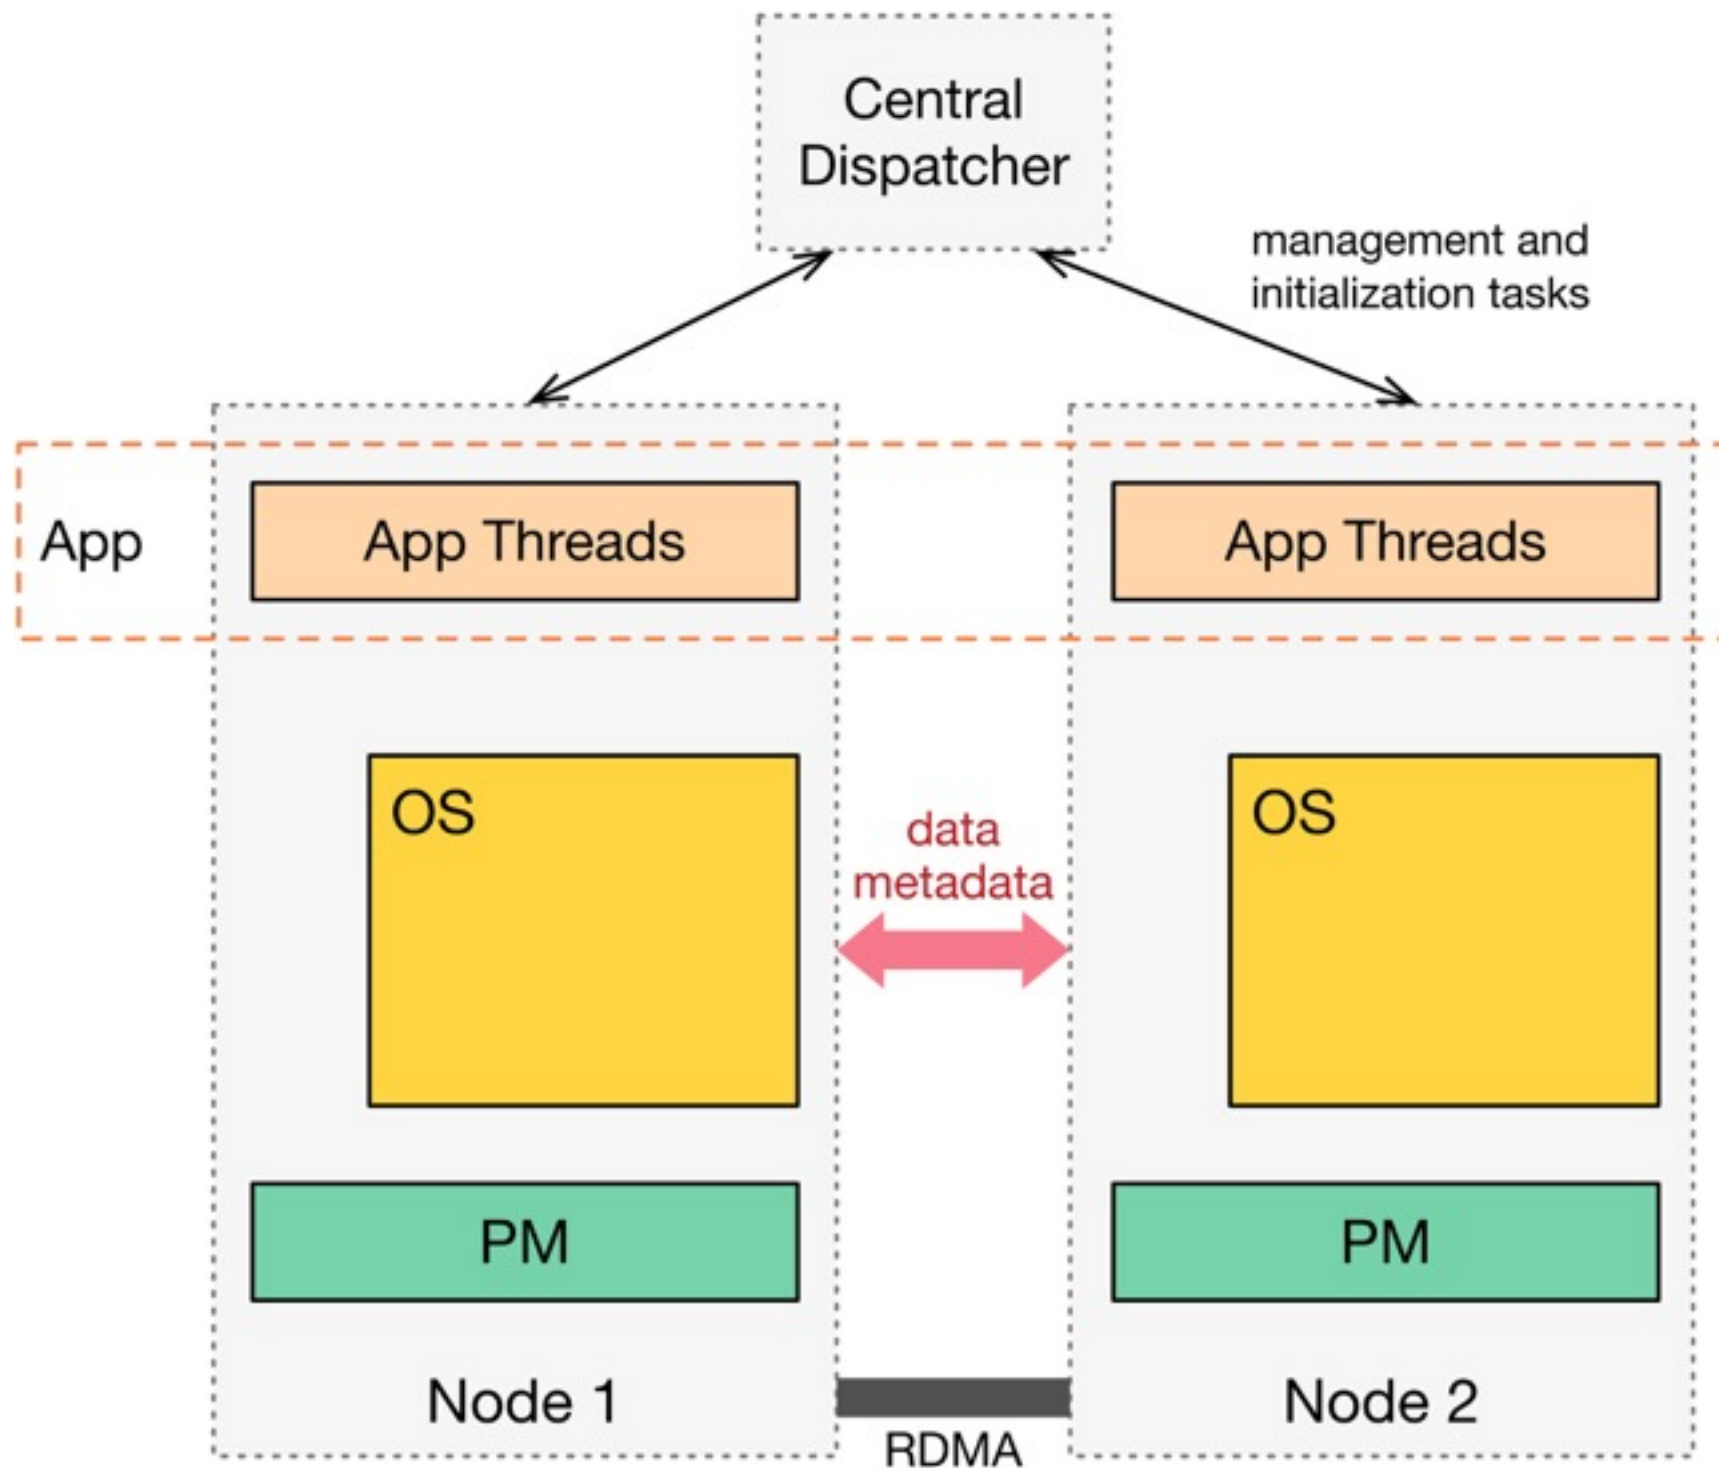 Central
Dispatcher
management and
initialization tasks
App
App Threads
App Threads
OS
data
metadata
OS
PM
PM
Node 1
RDMA
Node 2